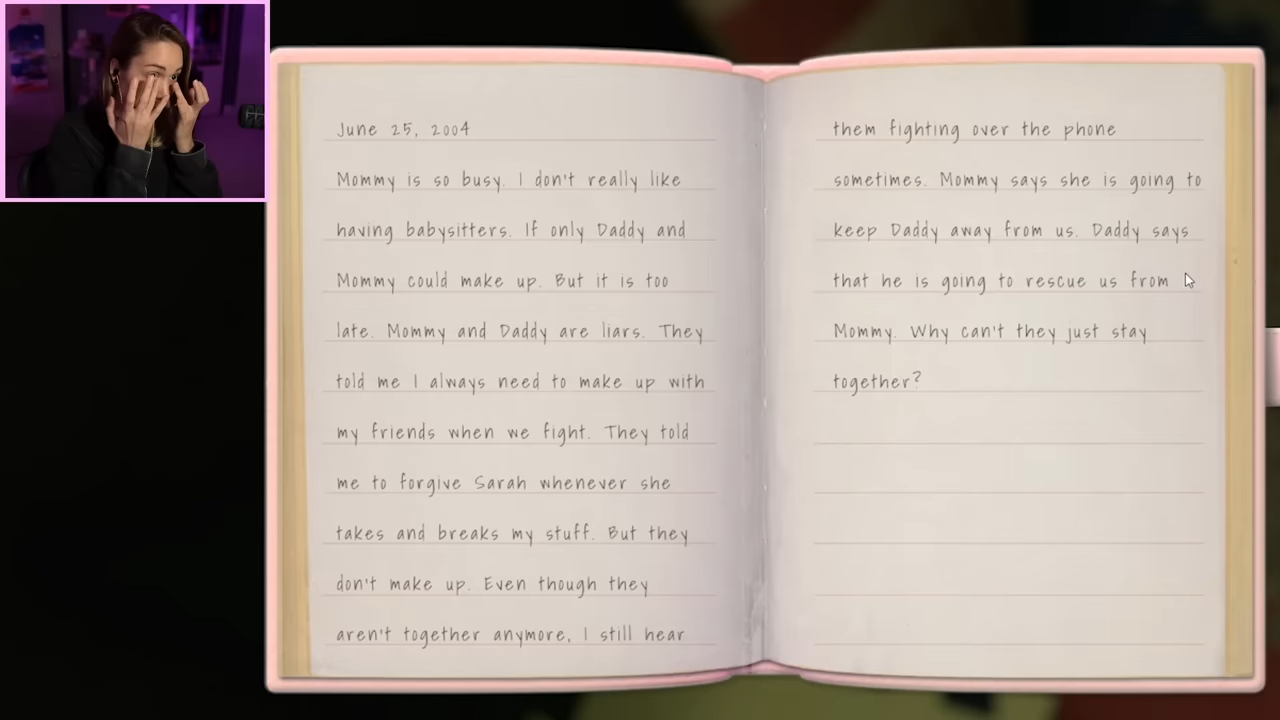 June 25, 2004
Mommy is so busy. I don't really like
having babysitters. If only Daddy and
Mommy could make up. But it is too
late. Mommy and Daddy are liars. They
told me I always need to make up with
my friends when we fight. They told
me to forgive Sarah whenever she
takes and breaks my stuff. But they
don't make up. Even though they
aren't together anymore, I still hear
them fighting over the phone
sometimes. Mommy says she is going to
keep Daddy away from us. Daddy says
that he is going to rescue us from
Mommy. Why can't they just stay
together?